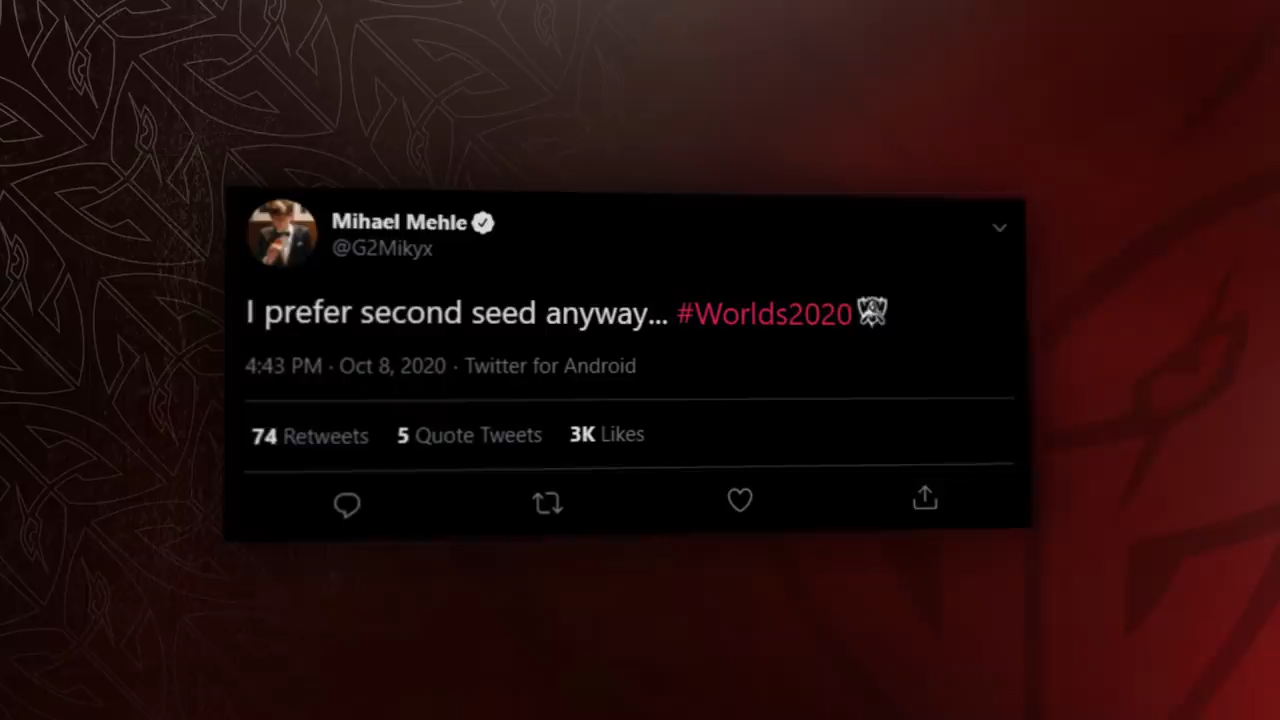 Mihael Mehle
@G2Mikyx
I prefer second seed anyway... #Worlds2020
4:43 PM · Oct 8, 2020 · Twitter for Android
74 Retweets 5 Quote Tweets 3K Likes